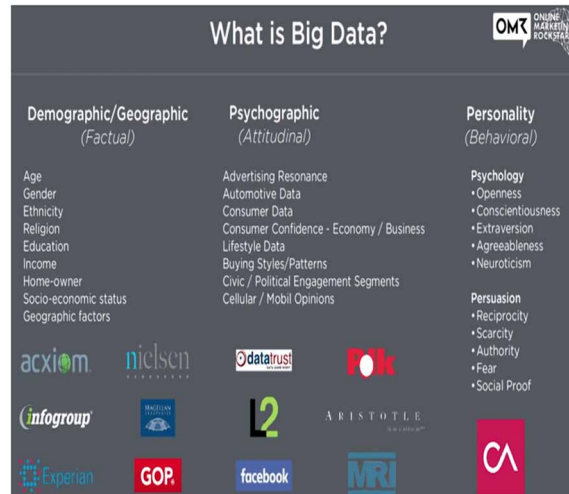 What is Big Data?
OMR ONLINE
MARKETING
ROCKSTARS
Demographic/Geographic
(Factual)
Age
Gender
Ethnicity
Religion
Education
Income
Home-owner
Socio-economic status
Geographic factors
Psychographic
(Attitudinal)
Advertising Resonance
Automotive Data
Consumer Data
Consumer Confidence - Economy / Business
Lifestyle Data
Buying Styles/Patterns
Civic / Political Engagement Segments
Cellular / Mobil Opinions
Personality
(Behavioral)
Psychology
• Openness
• Conscientiousness
• Extraversion
• Agreeableness
• Neuroticism
Persuasion
• Reciprocity
• Scarcity
• Authority
• Fear
• Social Proof
acxiom
nielsen
datatrust
Polk
infogroup
MAGELLAN
L2
ARISTOTLE
Experian
GOP
facebook
MRI
CA